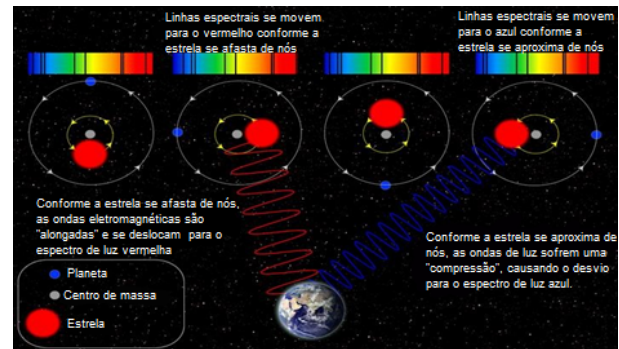 Linhas espectrais se movem
para o vermelho conforme a
estrela se afasta de nós
Linhas espectrais se movem
para o azul conforme a
estrela se aproxima de nós
Conforme a estrela se afasta de nós,
as ondas eletromagnéticas são
"alongadas" e se deslocam para o
espectro de luz vermelha
Conforme a estrela se aproxima de
nós, as ondas de luz sofrem uma
"compressão", causando o desvio
para o espectro de luz azul.
Planeta
Centro de massa
Estrela